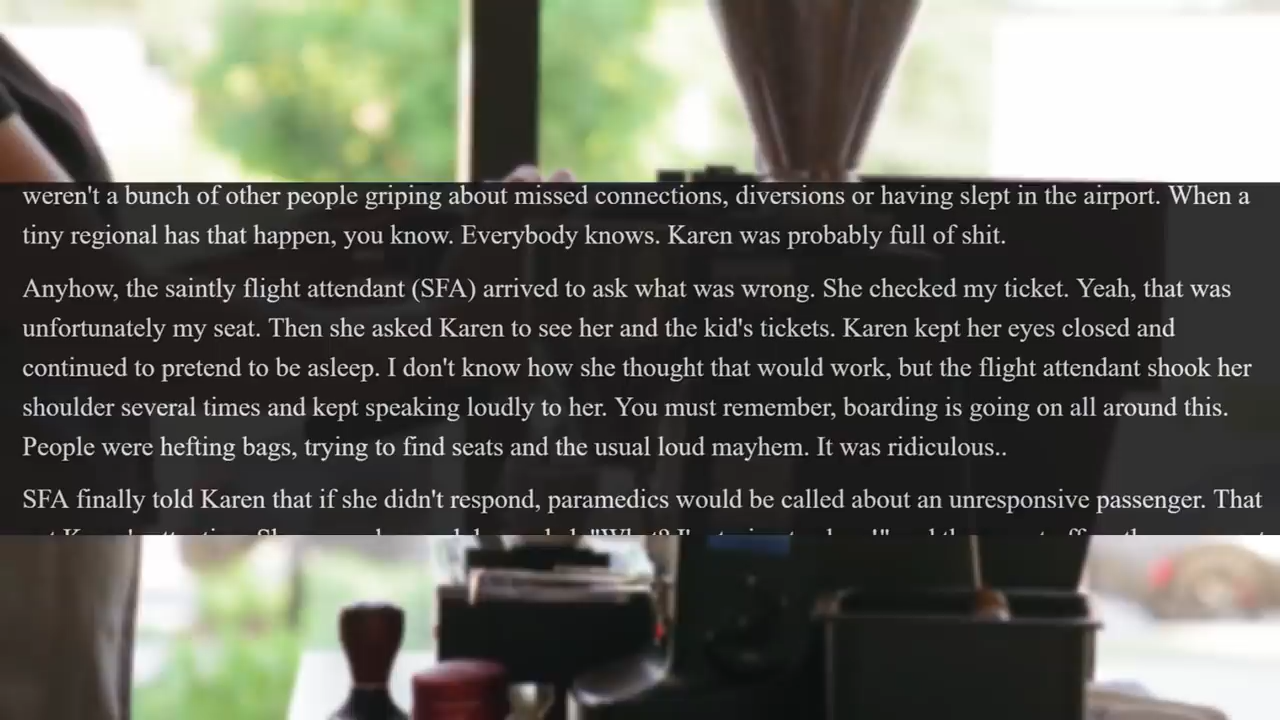 weren't a bunch of other people griping about missed connections, diversions or having slept in the airport. When a
tiny regional has that happen, you know. Everybody knows. Karen was probably full of shit.
Anyhow, the saintly flight attendant (SFA) arrived to ask what was wrong. She checked my ticket. Yeah, that was
unfortunately my seat. Then she asked Karen to see her and the kid's tickets. Karen kept her eyes closed and
continued to pretend to be asleep. I don't know how she thought that would work, but the flight attendant shook her
shoulder several times and kept speaking loudly to her. You must remember, boarding is going on all around this.
People were hefting bags, trying to find seats and the usual loud mayhem. It was ridiculous..
SFA finally told Karen that if she didn't respond, paramedics would be called about an unresponsive passenger. That